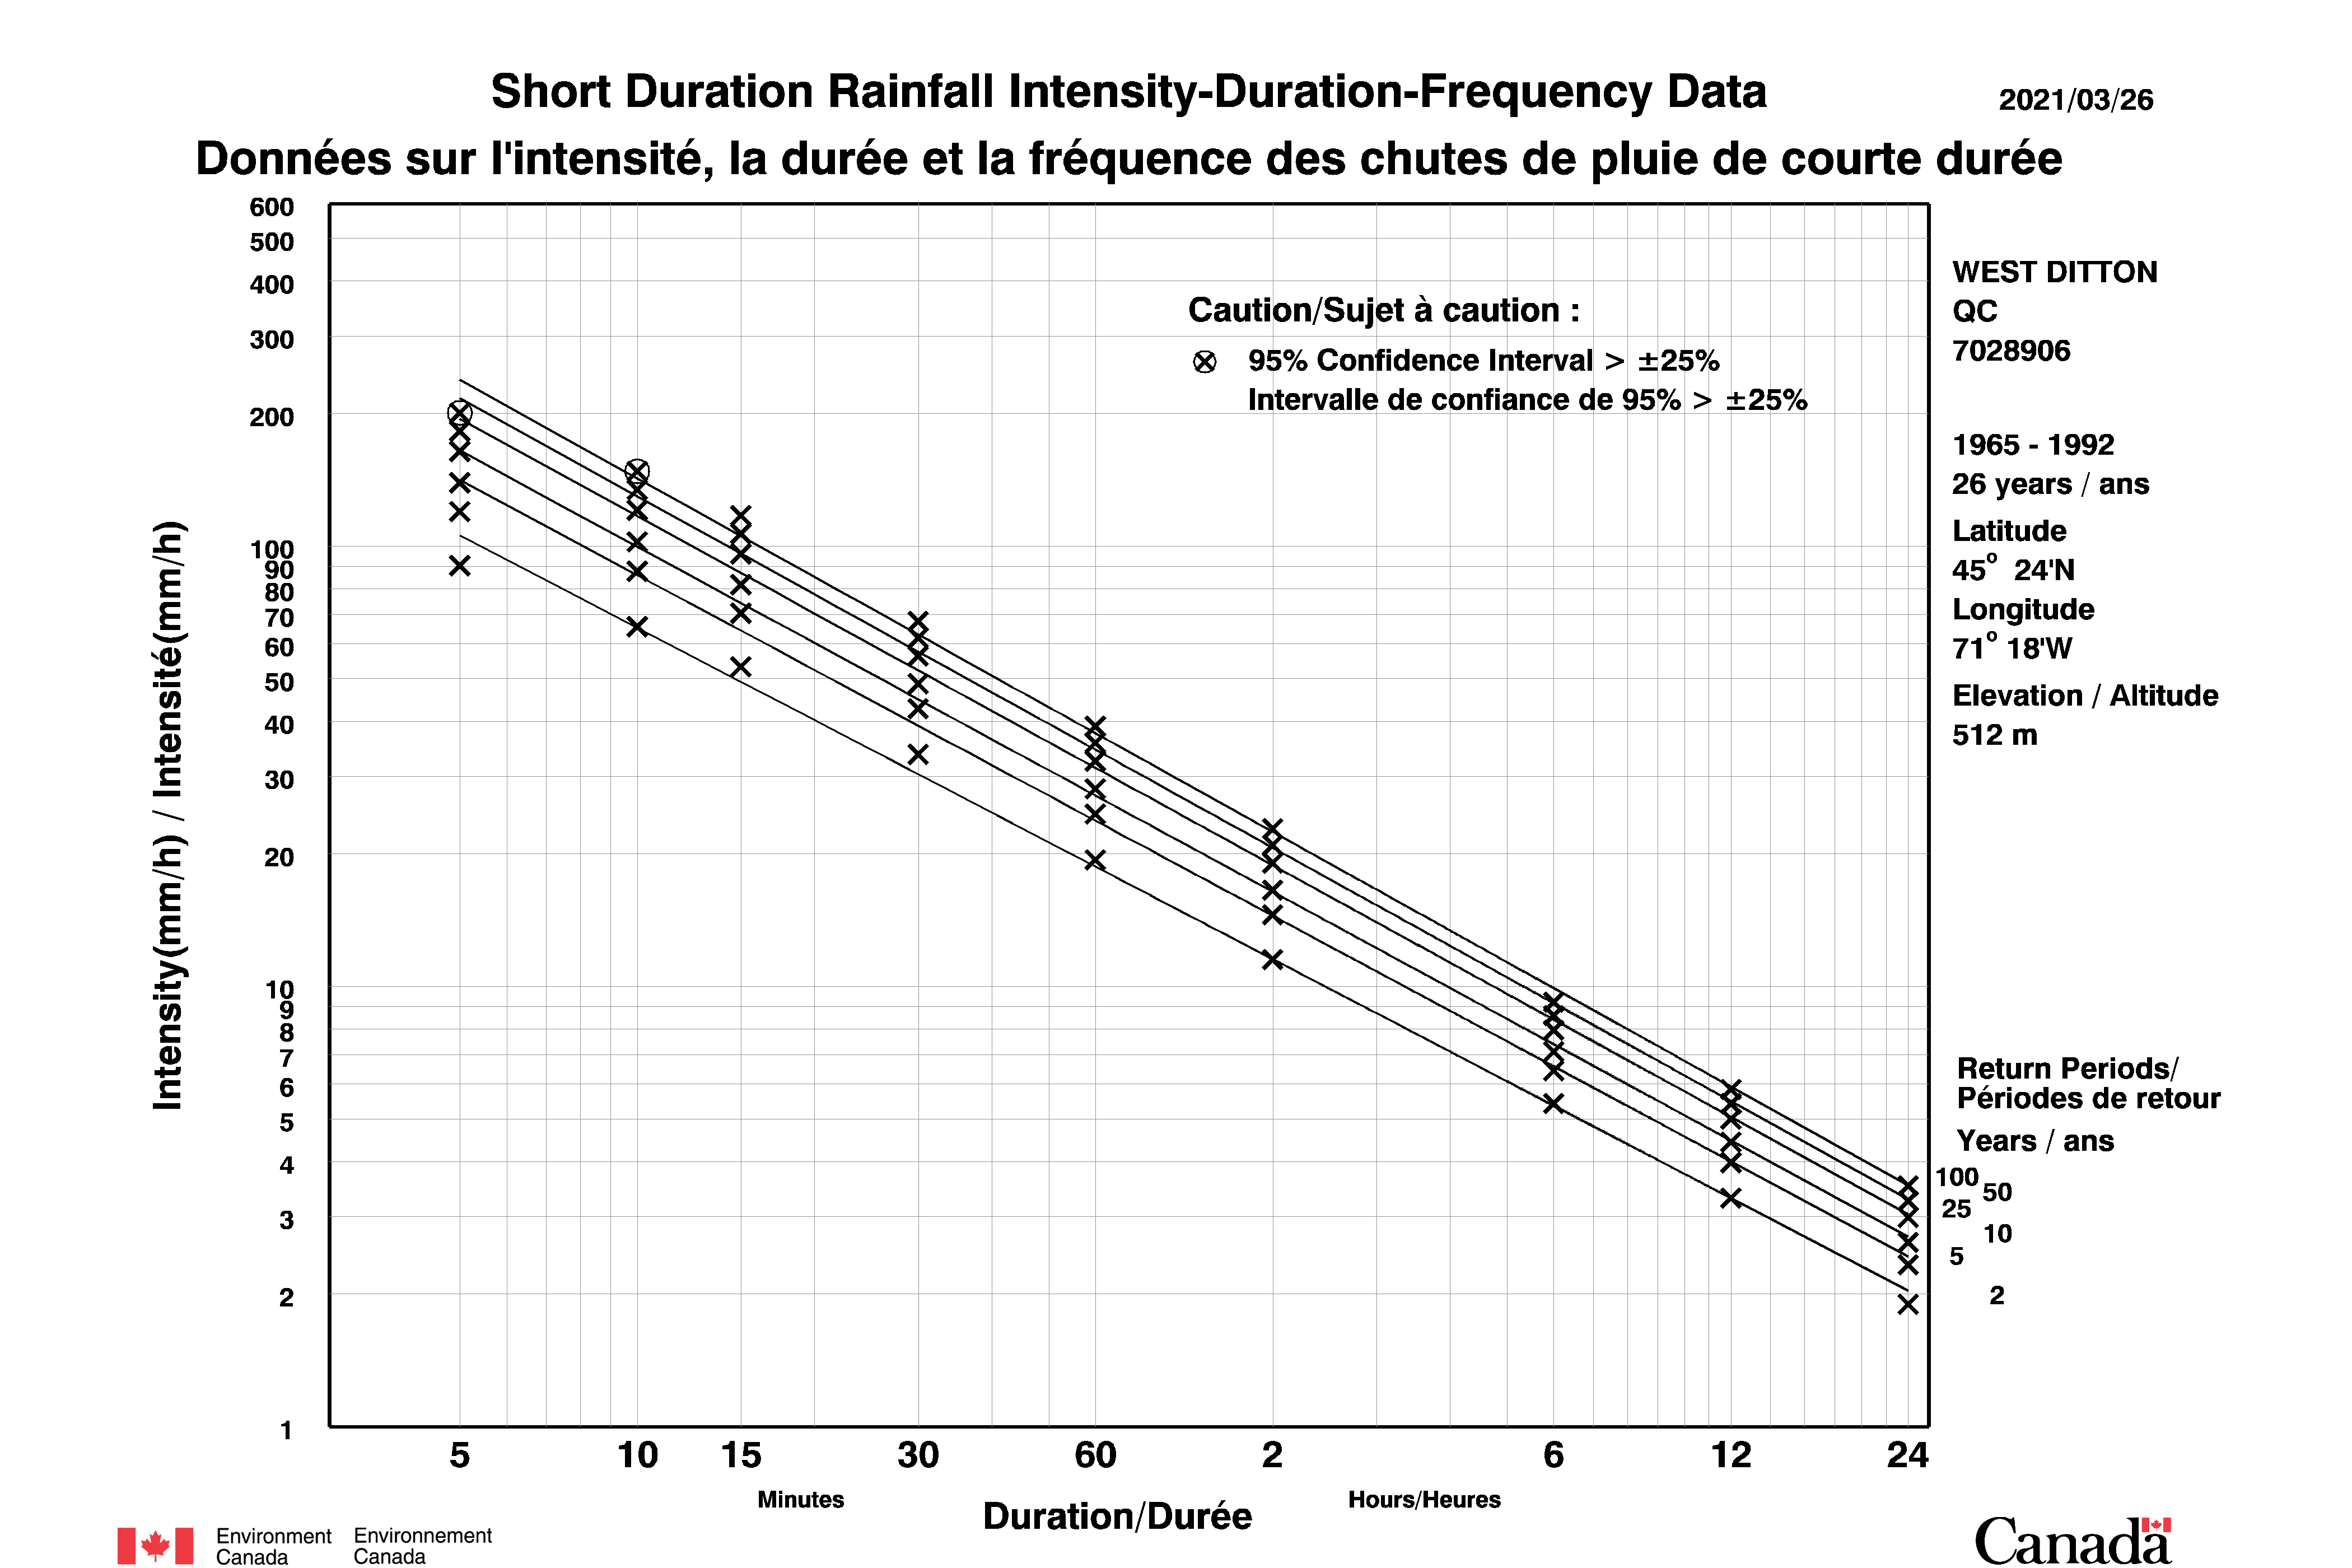 Short Duration Rainfall Intensity-Duration-Frequency Data
2021/03/26
Données sur l'intensité, la durée et la fréquence des chutes de pluie de courte durée
600
500
400
300
200
100
90
80
70
60
50
40
30
20
10
9
8
7
6
5
4
3
2
1
Intensity(mm/h) / Intensité(mm/h)
Caution/Sujet à caution :
95% Confidence Interval > ±25%
Intervalle de confiance de 95% > ±25%
WEST DITTON
QC
7028906
1965 - 1992
26 years / ans
Latitude
45° 24'N
Longitude
71° 18'W
Elevation / Altitude
512 m
Return Periods/
Périodes de retour
Years / ans
100
50
25
10
5
2
5 10 15 30 60 2 6 12 24
Minutes
Hours/Heures
Duration/Durée
Environment Environnement
Canada Canada
Canada